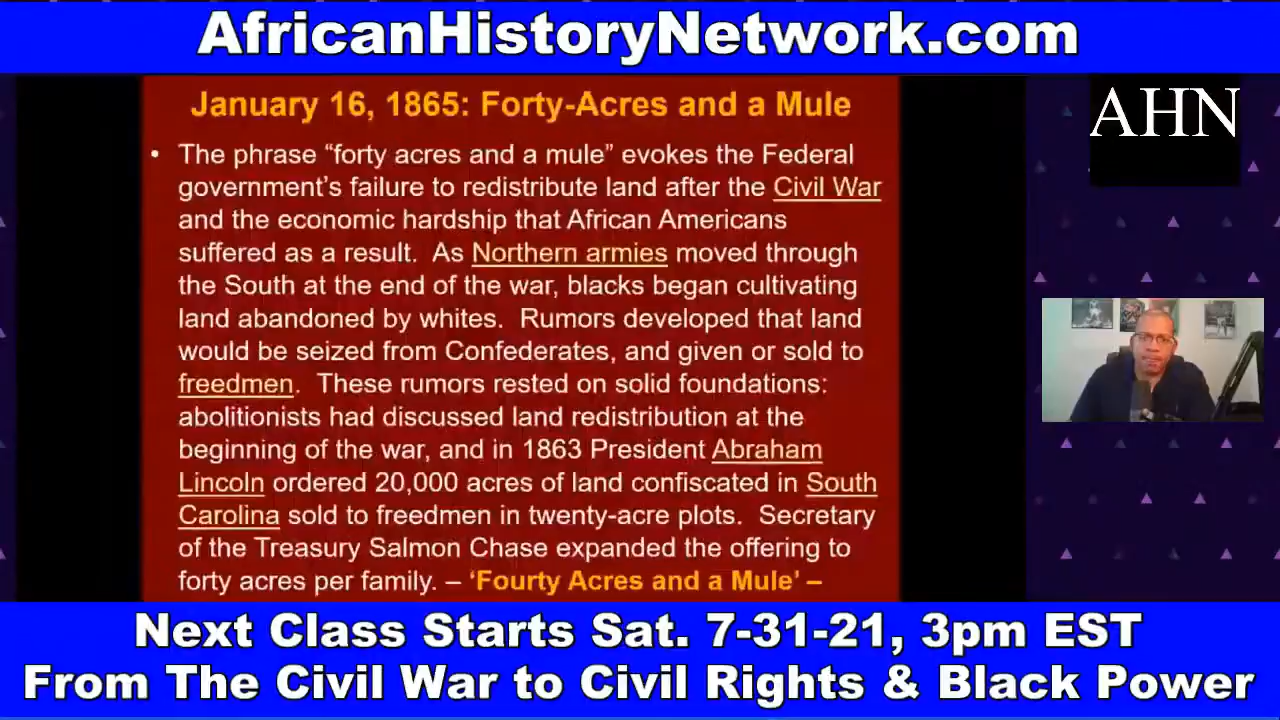 AfricanHistoryNetwork.com
AHN
January 16, 1865: Forty-Acres and a Mule
• The phrase “forty acres and a mule” evokes the Federal
government’s failure to redistribute land after the Civil War
and the economic hardship that African Americans
suffered as a result. As Northern armies moved through
the South at the end of the war, blacks began cultivating
land abandoned by whites. Rumors developed that land
would be seized from Confederates, and given or sold to
freedmen. These rumors rested on solid foundations:
abolitionists had discussed land redistribution at the
beginning of the war, and in 1863 President Abraham
Lincoln ordered 20,000 acres of land confiscated in South
Carolina sold to freedmen in twenty-acre plots. Secretary
of the Treasury Salmon Chase expanded the offering to
forty acres per family. – ‘Fourty Acres and a Mule’ –
Next Class Starts Sat. 7-31-21, 3pm EST
From The Civil War to Civil Rights & Black Power